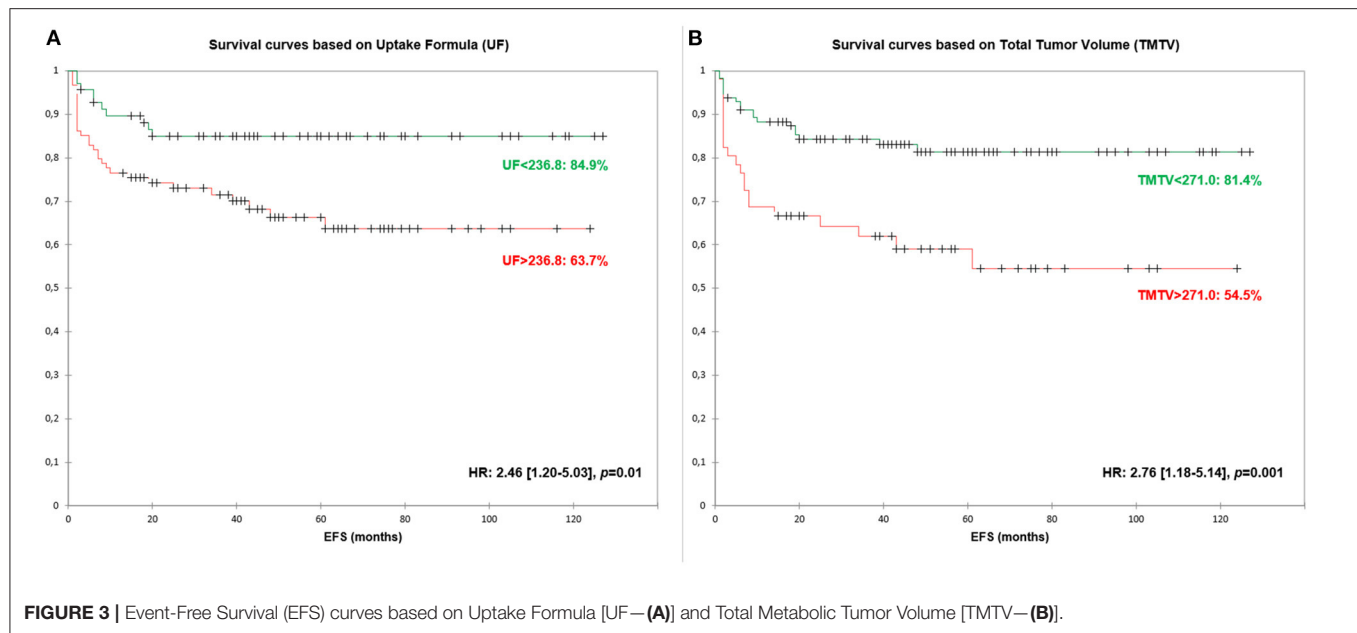 A
Survival curves based on Uptake Formula (UF)
1
0,9
0,8
0,7
0,6
0,5
0,4
0,3
0,2
0,1
0
UF<236.8: 84.9%
UF>236.8: 63.7%
HR: 2.46 [1.20-5.03], p=0.01
0 20 40 60 80 100 120
EFS (months)
B
Survival curves based on Total Tumor Volume (TMTV)
1
0,9
0,8
0,7
0,6
0,5
0,4
0,3
0,2
0,1
0
TMTV<271.0: 81.4%
TMTV>271.0: 54.5%
HR: 2.76 [1.18-5.14], p=0.001
0 20 40 60 80 100 120
EFS (months)
FIGURE 3 | Event-Free Survival (EFS) curves based on Uptake Formula [UF—(A)] and Total Metabolic Tumor Volume [TMTV—(B)].